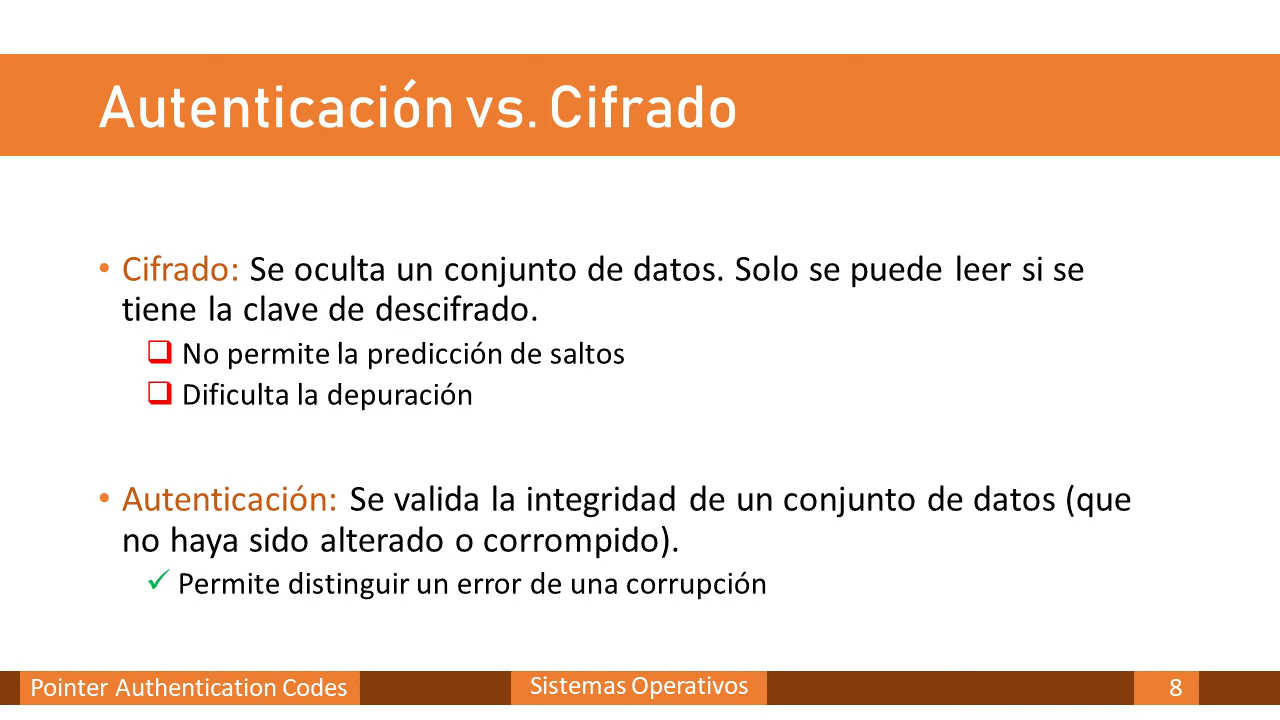 Autenticación vs. Cifrado
• Cifrado: Se oculta un conjunto de datos. Solo se puede leer si se
tiene la clave de descifrado.
❑ No permite la predicción de saltos
❑ Dificulta la depuración
• Autenticación: Se valida la integridad de un conjunto de datos (que
no haya sido alterado o corrompido).
✓ Permite distinguir un error de una corrupción
Pointer Authentication Codes
Sistemas Operativos
8